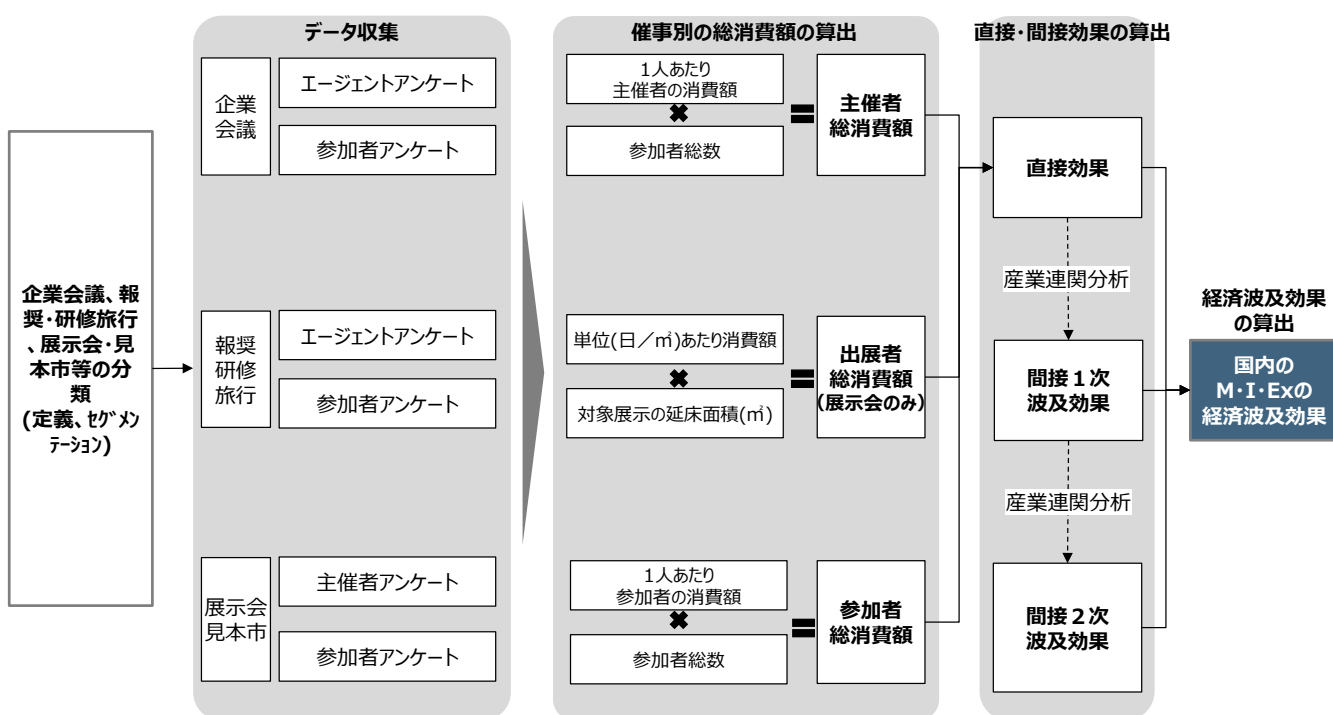 データ収集
催事別の総消費額の算出
直接・間接効果の算出
企業会議、報
奨・研修旅行
、展示会・見
本市等の分
類
(定義、ｾｸﾞﾒﾝ
ﾃｰｼｮﾝ)
企業
会議
エージェントアンケート
参加者アンケート
報奨
研修
旅行
エージェントアンケート
参加者アンケート
展示会
見本市
主催者アンケート
参加者アンケート
1人あたり
主催者の消費額
✖
参加者総数
=
主催者
総消費額
単位(日／㎡)あたり消費額
✖
対象展示の延床面積(㎡)
=
出展者
総消費額
(展示会のみ)
1人あたり
参加者の消費額
✖
参加者総数
=
参加者
総消費額
直接効果
産業連関分析
間接１次
波及効果
産業連関分析
間接２次
波及効果
経済波及効果
の算出
国内の
M・I・Exの
経済波及効果